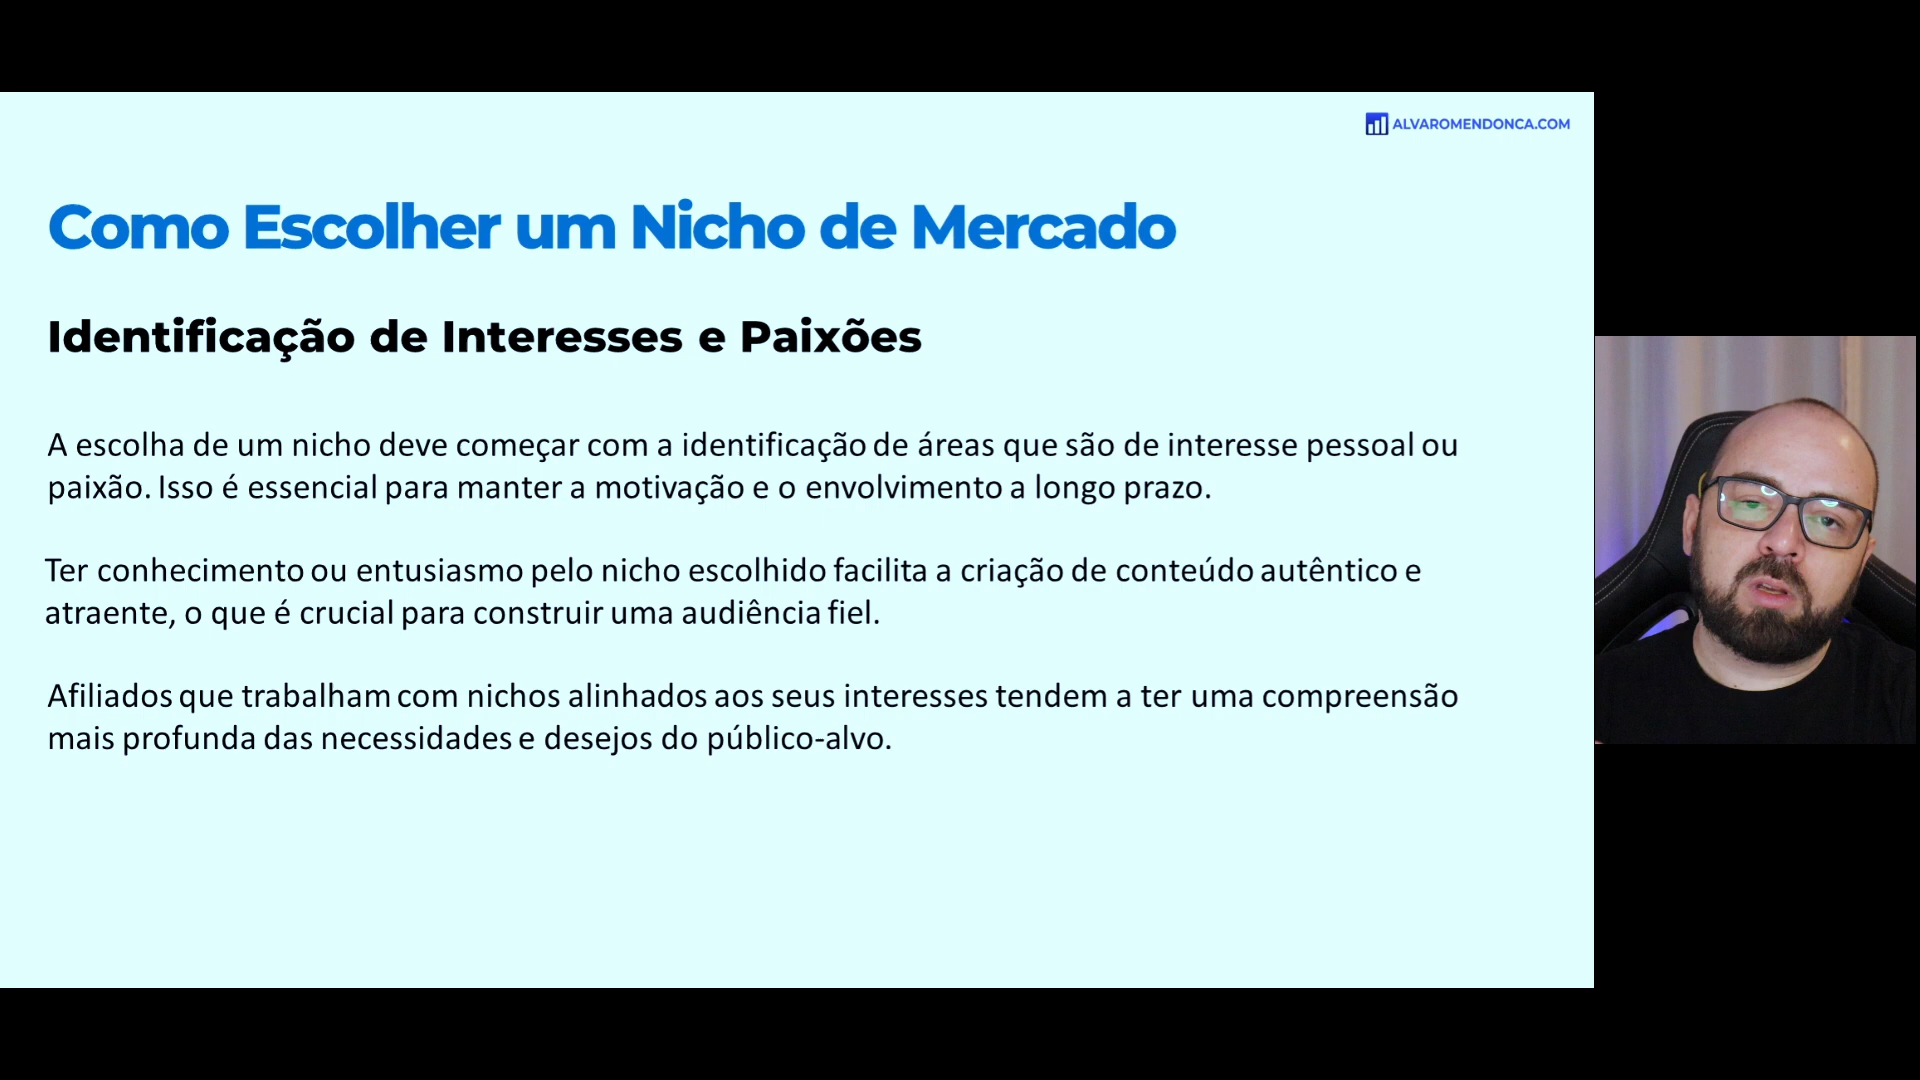 ALVAROMENDONCA.COM
Como Escolher um Nicho de Mercado
Identificação de Interesses e Paixões
A escolha de um nicho deve começar com a identificação de áreas que são de interesse pessoal ou
paixão. Isso é essencial para manter a motivação e o envolvimento a longo prazo.
Ter conhecimento ou entusiasmo pelo nicho escolhido facilita a criação de conteúdo autêntico e
atraente, o que é crucial para construir uma audiência fiel.
Afiliados que trabalham com nichos alinhados aos seus interesses tendem a ter uma compreensão
mais profunda das necessidades e desejos do público-alvo.